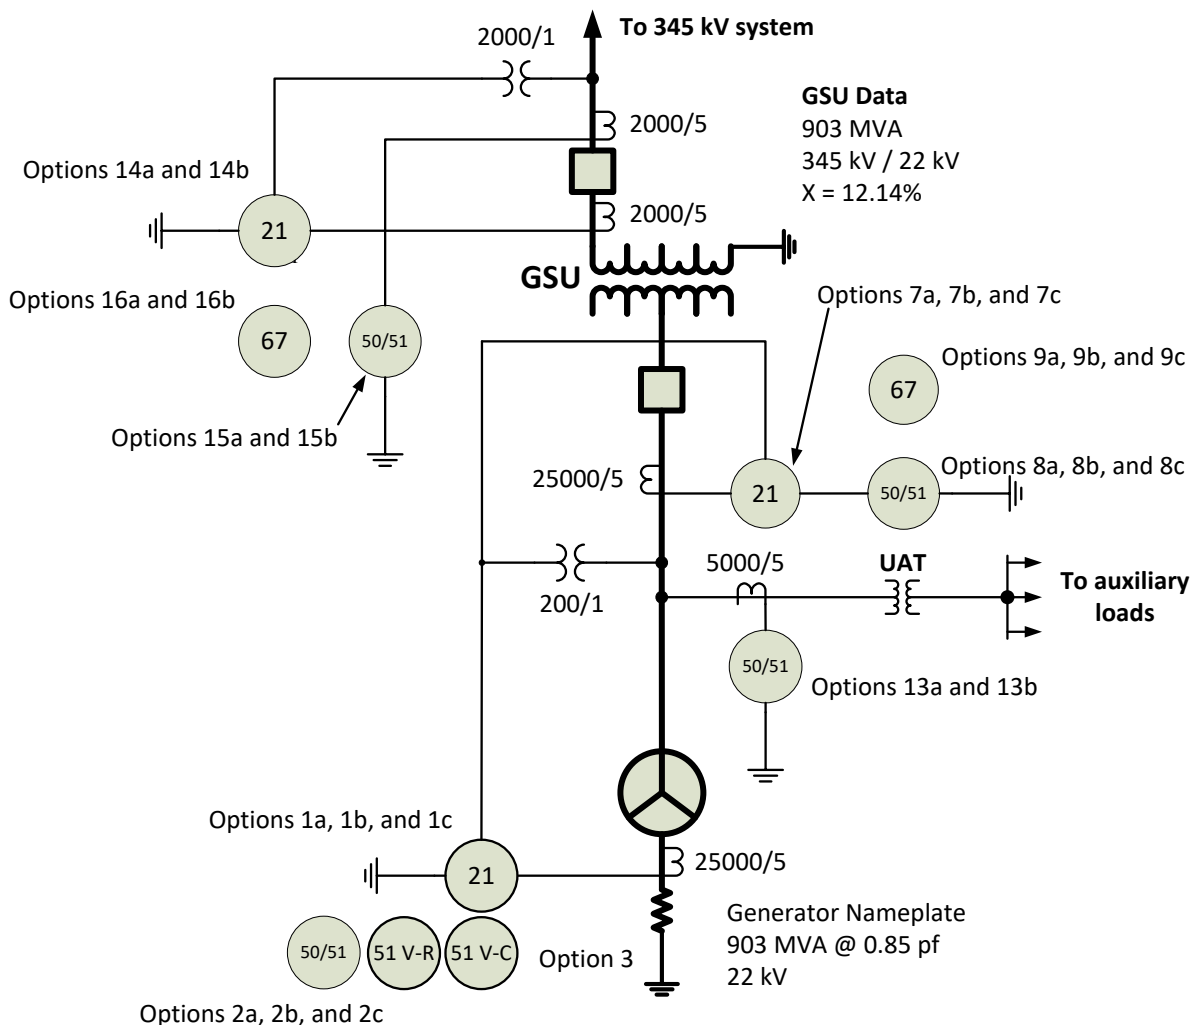 To 345 kV system
2000/1
GSU Data
903 MVA
345 kV / 22 kV
X = 12.14%
2000/5
Options 14a and 14b
2000/5
21
GSU
Options 16a and 16b
67
50/51
Options 15a and 15b
Options 7a, 7b, and 7c
Options 9a, 9b, and 9c
67
Options 8a, 8b, and 8c
25000/5
21
50/51
200/1
5000/5
UAT
To auxiliary
loads
50/51
Options 13a and 13b
Options 1a, 1b, and 1c
21
25000/5
50/51
51 V-R
51 V-C
Option 3
Generator Nameplate
903 MVA @ 0.85 pf
22 kV
Options 2a, 2b, and 2c